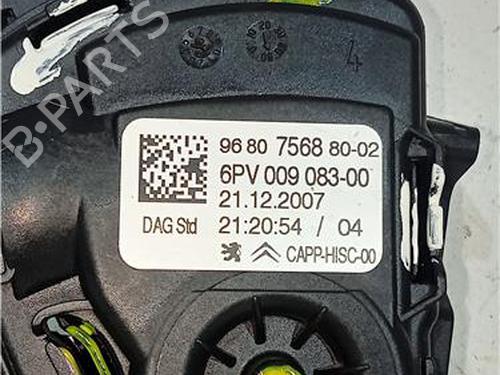 B-PARTS
4
96 80 7568 80-02
6PV 009 083-00
21.12.2007
DAG Std 21:20:54 / 04
CAPP-HISC-00